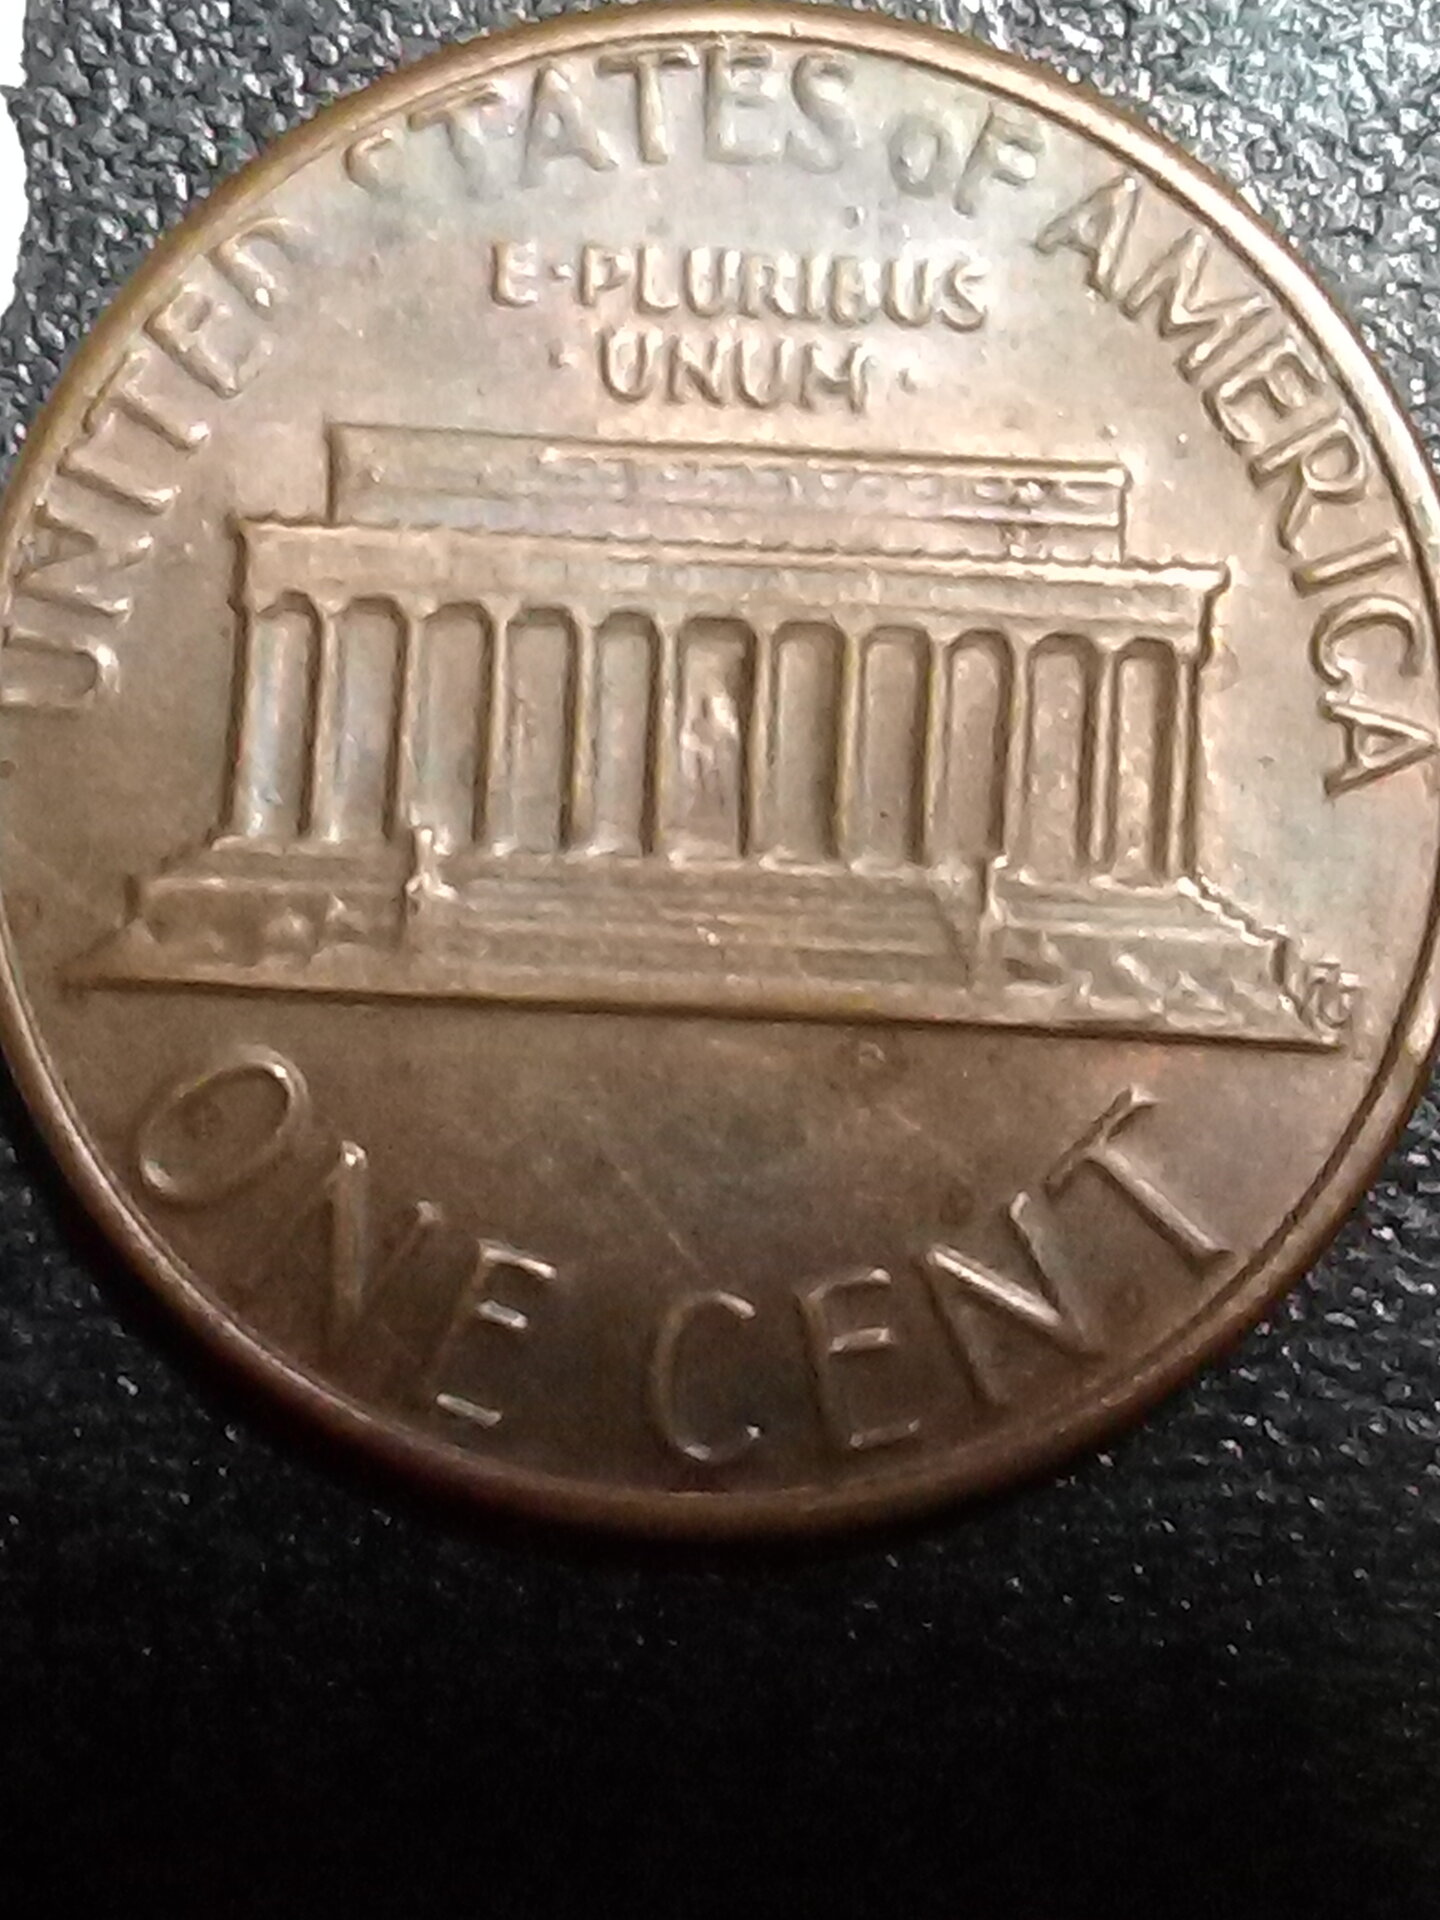 UNITED STATES OF AMERICA
E·PLURIBUS
·UNUM·
ONE CENT